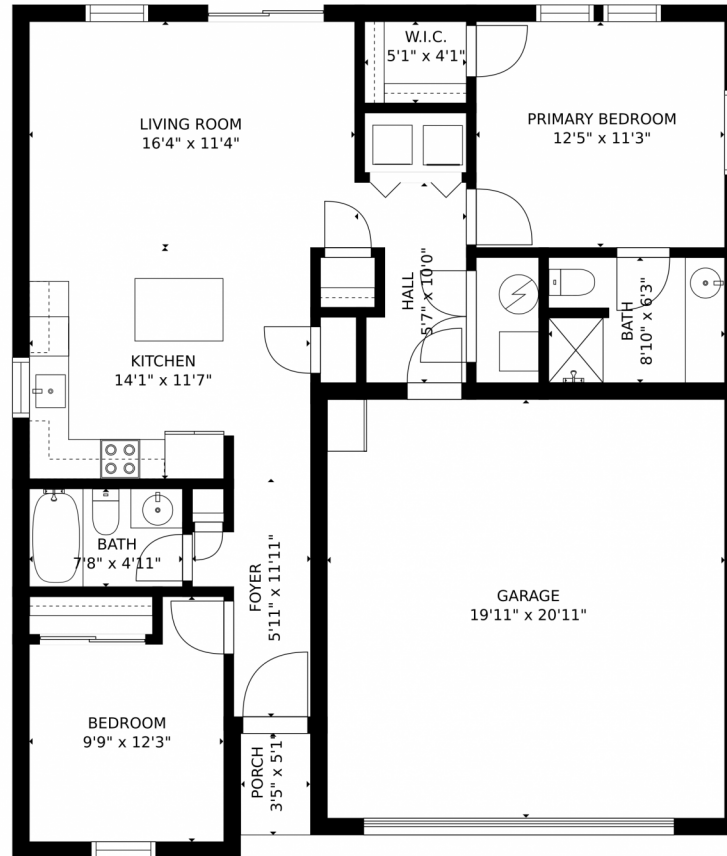 W.I.C.
5'1" x 4'1"
LIVING ROOM
16'4" x 11'4"
PRIMARY BEDROOM
12'5" x 11'3"
HALL
5'7" x 10'0"
BATH
8'10" x 6'3"
KITCHEN
14'1" x 11'7"
BATH
7'8" x 4'11"
FOYER
5'11" x 11'11"
GARAGE
19'11" x 20'11"
BEDROOM
9'9" x 12'3"
PORCH
3'5" x 5'1"